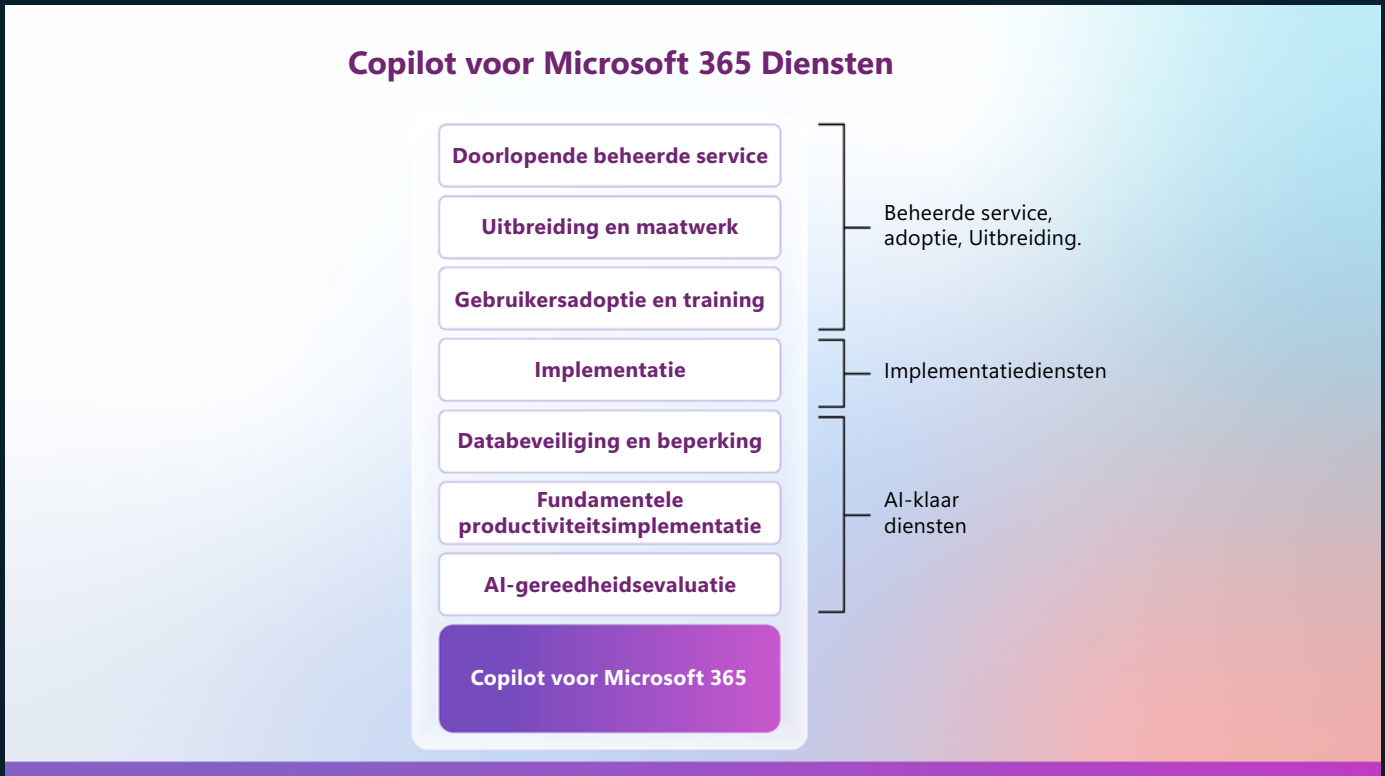 Copilot voor Microsoft 365 Diensten
Doorlopende beheerde service
Uitbreiding en maatwerk
Gebruikersadoptie en training
Beheerde service,
adoptie, Uitbreiding.
Implementatie
Implementatiediensten
Databeveiliging en beperking
Fundamentele
productiviteitsimplementatie
AI-gereedheidsevaluatie
AI-klaar
diensten
Copilot voor Microsoft 365